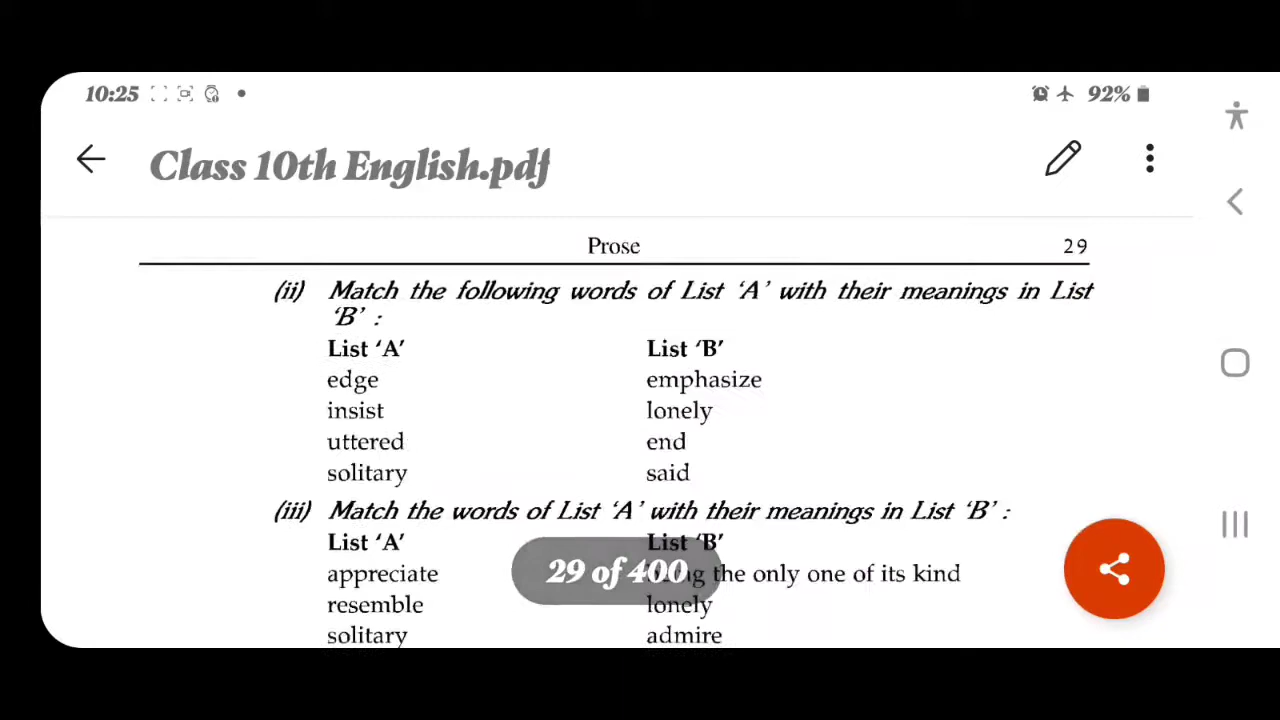 10:25 92%
Class 10th English.pdf
Prose 29
(ii) Match the following words of List 'A' with their meanings in List
'B' :
List 'A' List 'B'
edge emphasize
insist lonely
uttered end
solitary said
(iii) Match the words of List 'A' with their meanings in List 'B' :
List 'A' List 'B'
29 of 400
appreciate the only one of its kind
resemble lonely
solitary admire